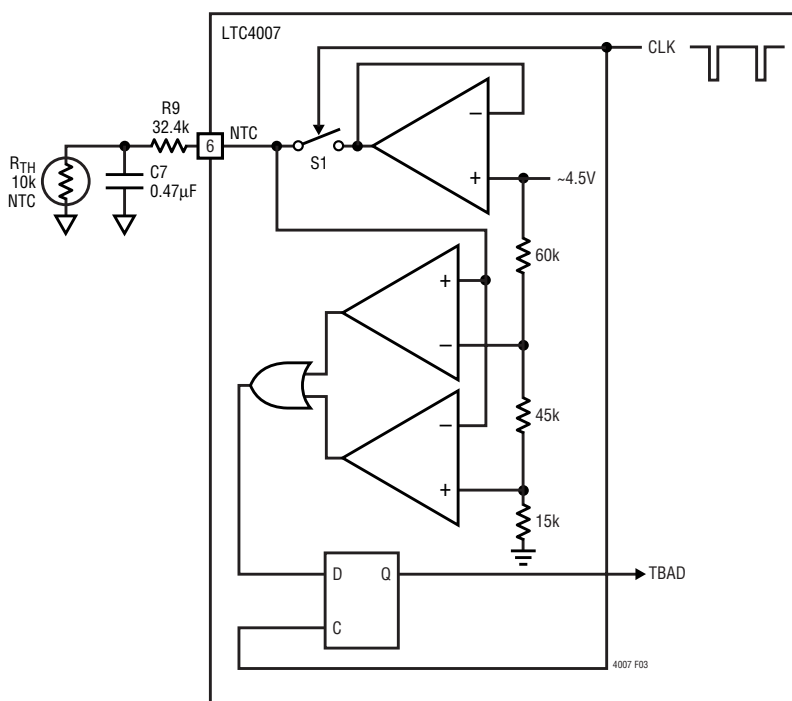 LTC4007
CLK
R9
32.4k
NTC
6
S1
RTH
10k
NTC
C7
0.47µF
–
+
~4.5V
60k
+
–
45k
–
+
15k
D
Q
TBAD
C
4007 F03